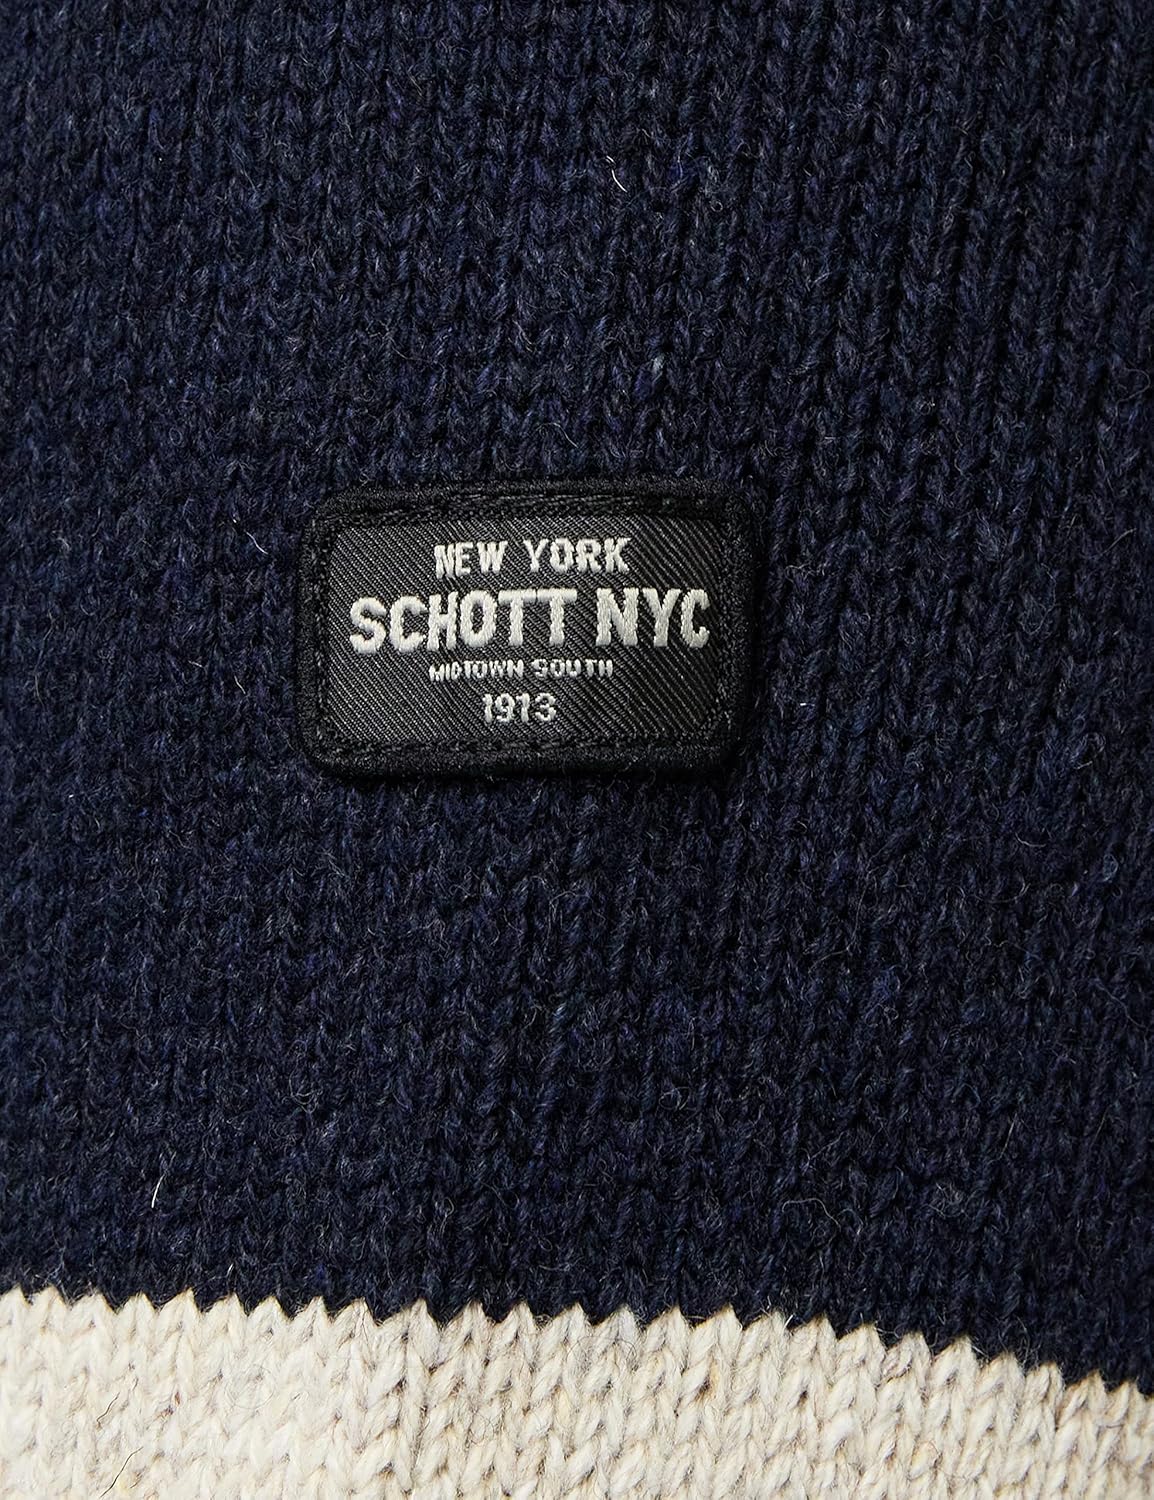 NEW YORK
SCHOTT NYC
MIDTOWN SOUTH
1913